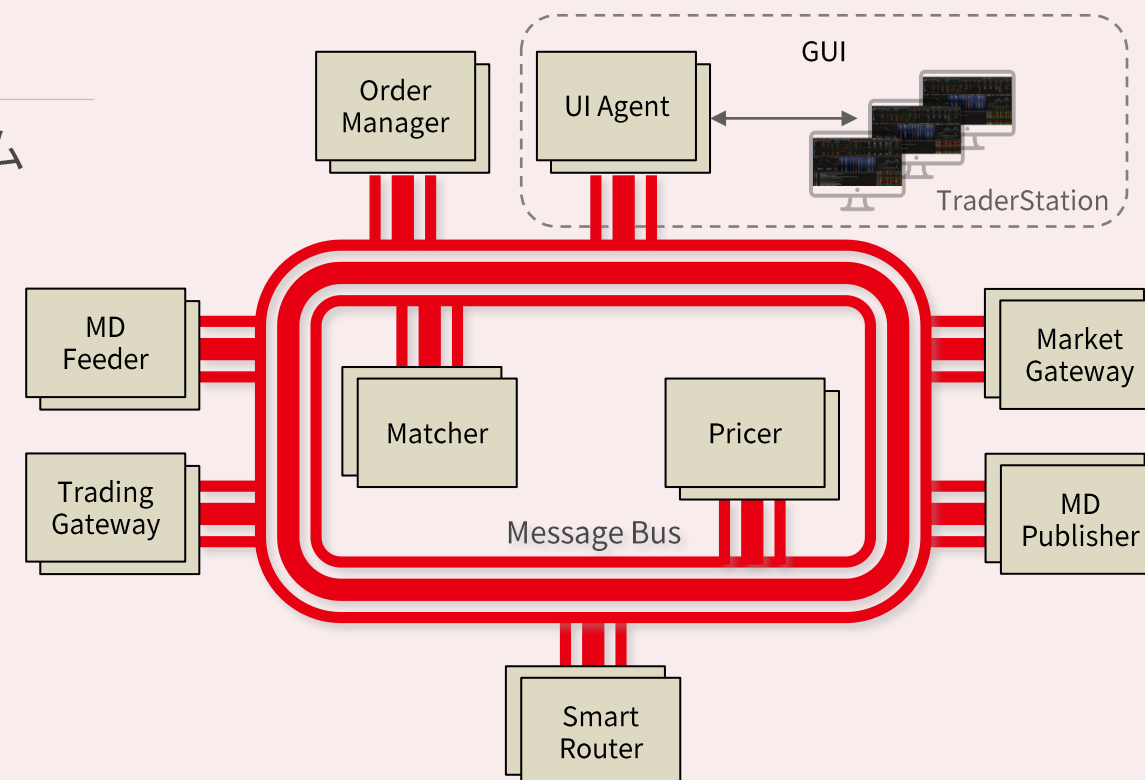 GUI
Order
Manager
UI Agent
TraderStation
MD
Feeder
Market
Gateway
Matcher
Pricer
Trading
Gateway
MD
Publisher
Message Bus
Smart
Router